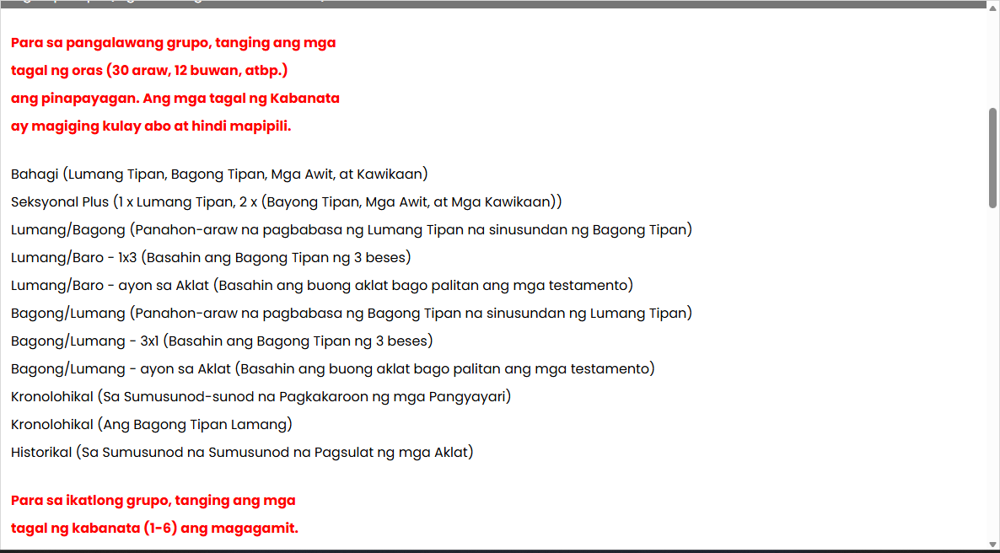 Para sa pangalawang grupo, tanging ang mga
tagal ng oras (30 araw, 12 buwan, atbp.)
ang pinapayagan. Ang mga tagal ng Kabanata
ay magiging kulay abo at hindi mapipili.
Bahagi (Lumang Tipan, Bagong Tipan, Mga Awit, at Kawikaan)
Seksyonal Plus (1 x Lumang Tipan, 2 x (Bayong Tipan, Mga Awit, at Mga Kawikaan))
Lumang/Bagong (Panahon-araw na pagbabasa ng Lumang Tipan na sinusundan ng Bagong Tipan)
Lumang/Baro - 1x3 (Basahin ang Bagong Tipan ng 3 beses)
Lumang/Baro - ayon sa Aklat (Basahin ang buong aklat bago palitan ang mga testamento)
Bagong/Lumang (Panahon-araw na pagbabasa ng Bagong Tipan na sinusundan ng Lumang Tipan)
Bagong/Lumang - 3x1 (Basahin ang Bagong Tipan ng 3 beses)
Bagong/Lumang - ayon sa Aklat (Basahin ang buong aklat bago palitan ang mga testamento)
Kronolohikal (Sa Sumusunod-sunod na Pagkakaroon ng mga Pangyayari)
Kronolohikal (Ang Bagong Tipan Lamang)
Historikal (Sa Sumusunod na Sumusunod na Pagsulat ng mga Aklat)
Para sa ikatlong grupo, tanging ang mga
tagal ng kabanata (1-6) ang magagamit.